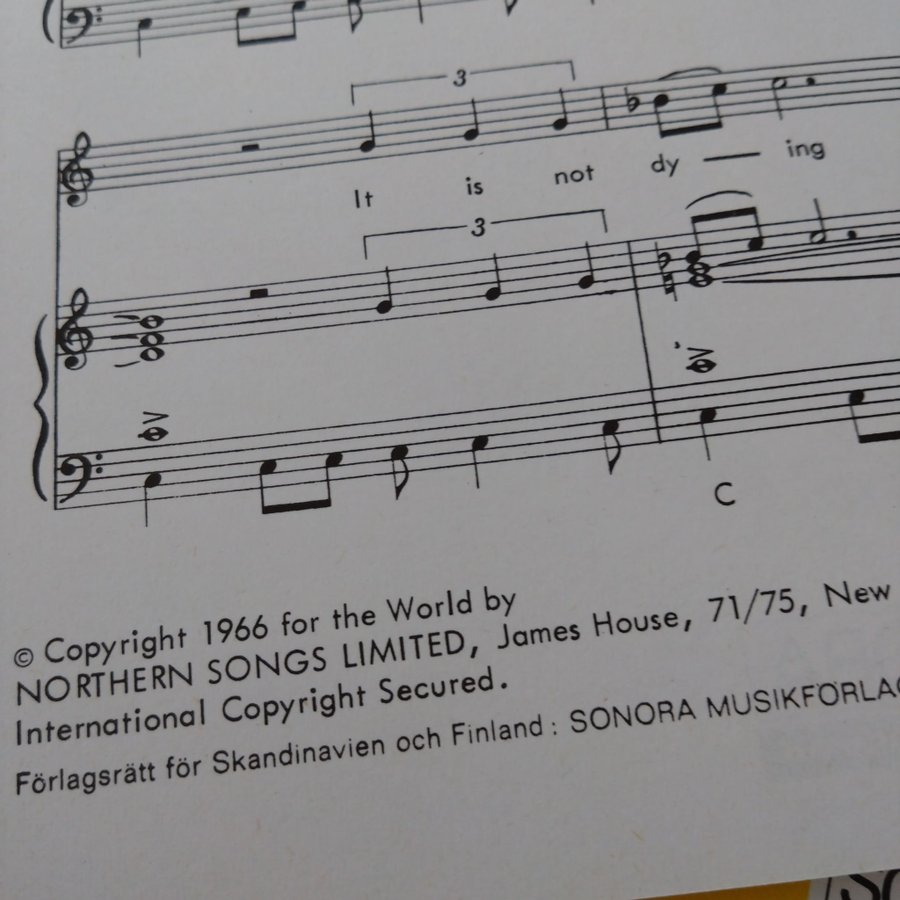 3
It is not dy — ing
3
C
© Copyright 1966 for the World by
NORTHERN SONGS LIMITED, James House, 71/75, New
International Copyright Secured.
Förlagsrätt för Skandinavien och Finland : SONORA MUSIKFÖRLAG